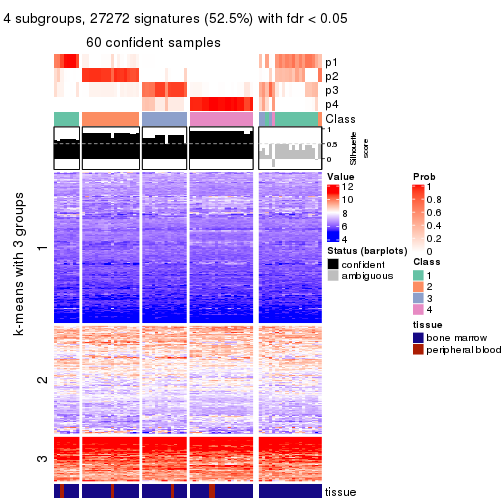 4 subgroups, 27272 signatures (52.5%) with fdr < 0.05
60 confident samples
p1
p2
p3
p4
Class
1
0.5
0
Silhouette
score
k-means with 3 groups
1
2
3
tissue
Value
12
10
8
6
4
Status (barplots)
confident
ambiguous
Prob
1
0.8
0.6
0.4
0.2
0
Class
1
2
3
4
tissue
bone marrow
peripheral blood